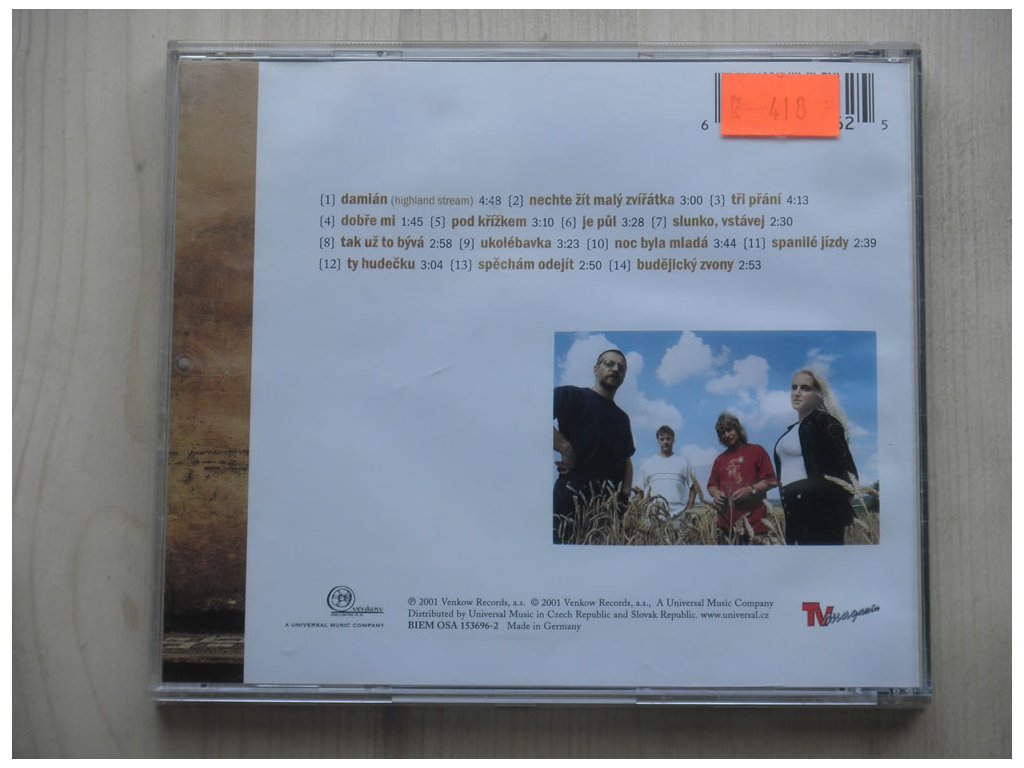 418
6 62 5
{1} damián (highland stream) 4:48 {2} nechte žít malý zvířátka 3:00 {3} tři přání 4:13
{4} dobře mi 1:45 {5} pod křížkem 3:10 {6} je půl 3:28 {7} slunko, vstávej 2:30
{8} tak už to bývá 2:58 {9} ukolébavka 3:23 {10} noc byla mladá 3:44 {11} spanilé jízdy 2:39
{12} ty hudečku 3:04 {13} spěchám odejít 2:50 {14} budějický zvony 2:53
venkow
A UNIVERSAL MUSIC COMPANY
℗ 2001 Venkow Records, a.s. © 2001 Venkow Records, a.s., A Universal Music Company
Distributed by Universal Music in Czech Republic and Slovak Republic. www.universal.cz
BIEM OSA 153696-2 Made in Germany
TV magazín